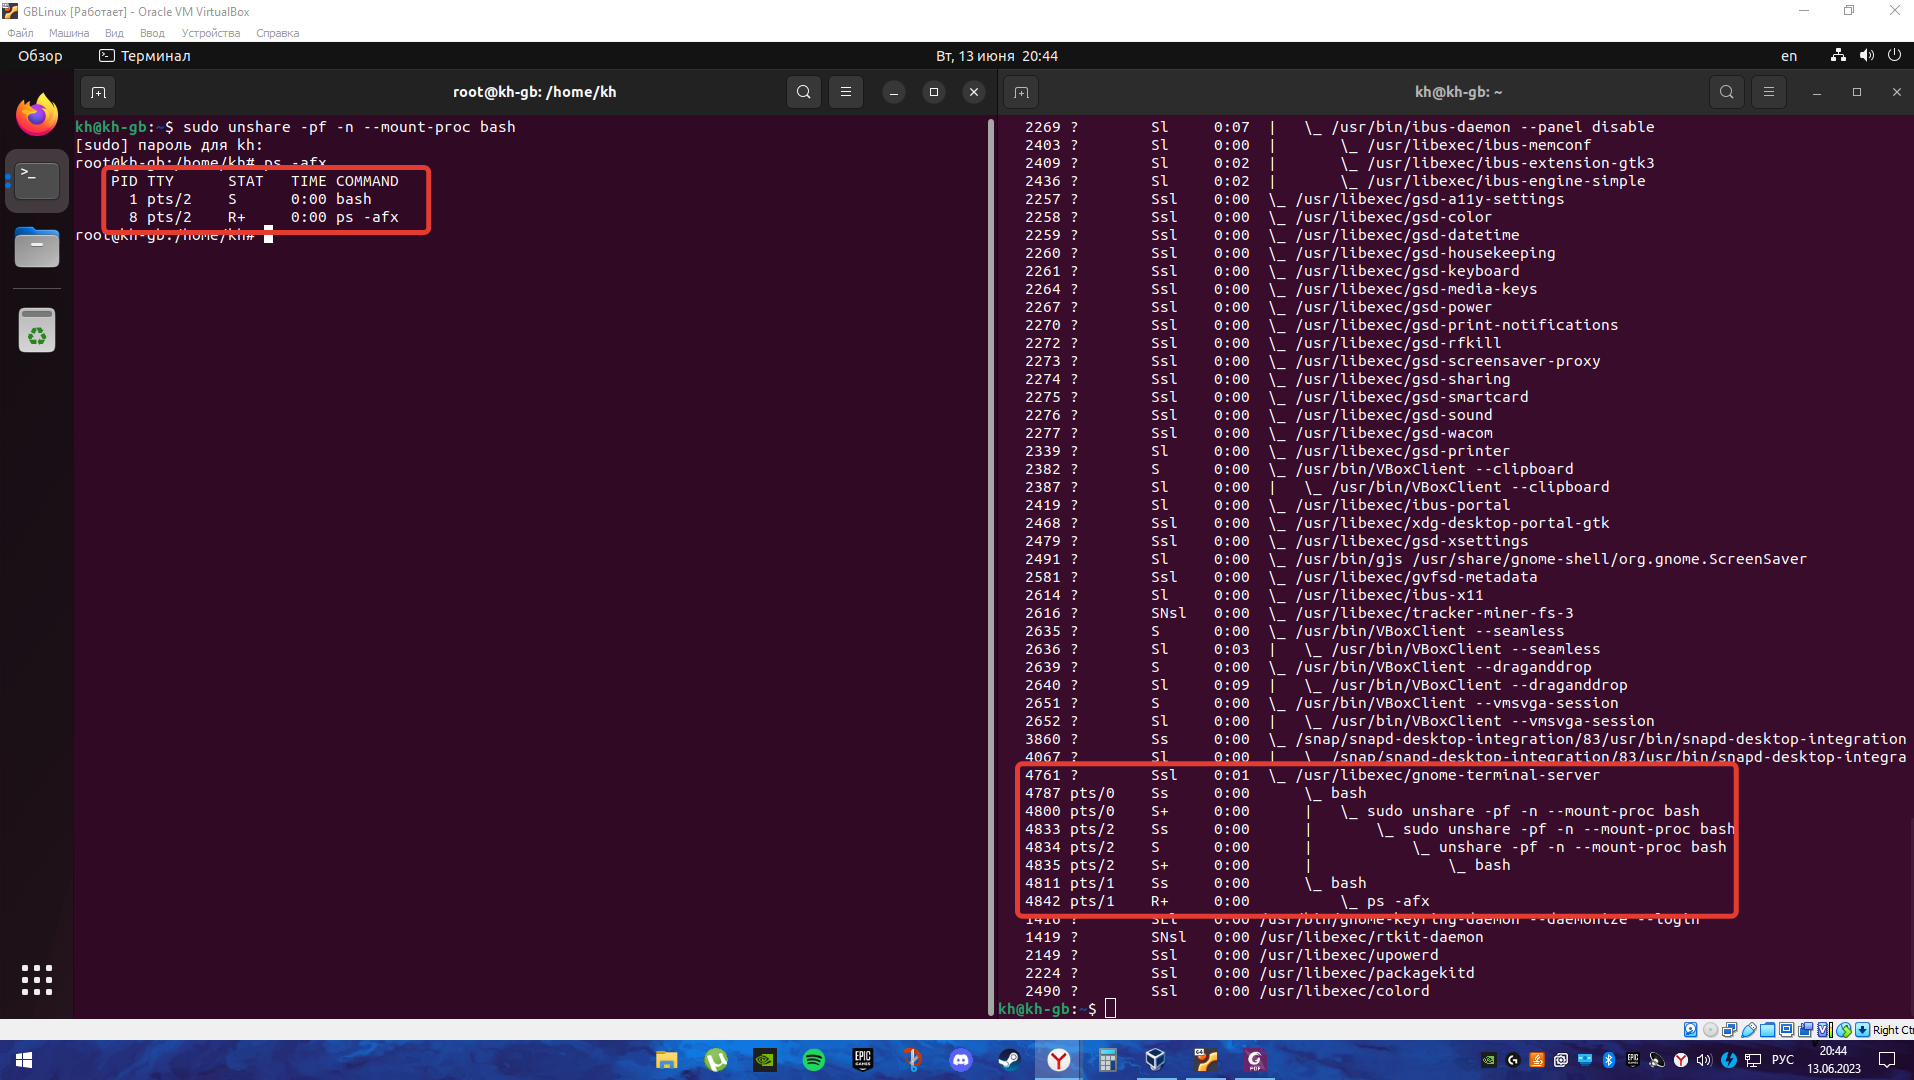 GBLinux [Работает] - Oracle VM VirtualBox
Файл Машина Вид Ввод Устройства Справка
Обзор Терминал Вт, 13 июня 20:44 en
root@kh-gb: /home/kh
kh@kh-gb:~$ sudo unshare -pf -n --mount-proc bash
[sudo] пароль для kh:
root@kh-gb:/home/kh# ps -afx
PID TTY STAT TIME COMMAND
1 pts/2 S 0:00 bash
8 pts/2 R+ 0:00 ps -afx
root@kh-gb:/home/kh#
kh@kh-gb: ~
2269 ? Sl 0:07 | \_ /usr/bin/ibus-daemon --panel disable
2403 ? Sl 0:00 | \_ /usr/libexec/ibus-memconf
2409 ? Sl 0:02 | \_ /usr/libexec/ibus-extension-gtk3
2436 ? Sl 0:02 | \_ /usr/libexec/ibus-engine-simple
2257 ? Ssl 0:00 \_ /usr/libexec/gsd-a11y-settings
2258 ? Ssl 0:00 \_ /usr/libexec/gsd-color
2259 ? Ssl 0:00 \_ /usr/libexec/gsd-datetime
2260 ? Ssl 0:00 \_ /usr/libexec/gsd-housekeeping
2261 ? Ssl 0:00 \_ /usr/libexec/gsd-keyboard
2264 ? Ssl 0:00 \_ /usr/libexec/gsd-media-keys
2267 ? Ssl 0:00 \_ /usr/libexec/gsd-power
2270 ? Ssl 0:00 \_ /usr/libexec/gsd-print-notifications
2272 ? Ssl 0:00 \_ /usr/libexec/gsd-rfkill
2273 ? Ssl 0:00 \_ /usr/libexec/gsd-screensaver-proxy
2274 ? Ssl 0:00 \_ /usr/libexec/gsd-sharing
2275 ? Ssl 0:00 \_ /usr/libexec/gsd-smartcard
2276 ? Ssl 0:00 \_ /usr/libexec/gsd-sound
2277 ? Ssl 0:00 \_ /usr/libexec/gsd-wacom
2339 ? Sl 0:00 \_ /usr/libexec/gsd-printer
2382 ? S 0:00 \_ /usr/bin/VBoxClient --clipboard
2387 ? Sl 0:00 | \_ /usr/bin/VBoxClient --clipboard
2419 ? Sl 0:00 \_ /usr/libexec/ibus-portal
2468 ? Ssl 0:00 \_ /usr/libexec/xdg-desktop-portal-gtk
2479 ? Ssl 0:00 \_ /usr/libexec/gsd-xsettings
2491 ? Sl 0:00 \_ /usr/bin/gjs /usr/share/gnome-shell/org.gnome.ScreenSaver
2581 ? Ssl 0:00 \_ /usr/libexec/gvfsd-metadata
2614 ? Sl 0:00 \_ /usr/libexec/ibus-x11
2616 ? SNsl 0:00 \_ /usr/libexec/tracker-miner-fs-3
2635 ? S 0:00 \_ /usr/bin/VBoxClient --seamless
2636 ? Sl 0:03 | \_ /usr/bin/VBoxClient --seamless
2639 ? S 0:00 \_ /usr/bin/VBoxClient --draganddrop
2640 ? Sl 0:09 | \_ /usr/bin/VBoxClient --draganddrop
2651 ? S 0:00 \_ /usr/bin/VBoxClient --vmsvga-session
2652 ? Sl 0:00 | \_ /usr/bin/VBoxClient --vmsvga-session
3860 ? Ss 0:00 \_ /snap/snapd-desktop-integration/83/usr/bin/snapd-desktop-integration
4067 ? Sl 0:00 | \_ /snap/snapd-desktop-integration/83/usr/bin/snapd-desktop-integra
4761 ? Ssl 0:01 \_ /usr/libexec/gnome-terminal-server
4787 pts/0 Ss 0:00 \_ bash
4800 pts/0 S+ 0:00 | \_ sudo unshare -pf -n --mount-proc bash
4833 pts/2 Ss 0:00 | \_ sudo unshare -pf -n --mount-proc bash
4834 pts/2 S 0:00 | \_ unshare -pf -n --mount-proc bash
4835 pts/2 S+ 0:00 | \_ bash
4811 pts/1 Ss 0:00 \_ bash
4842 pts/1 R+ 0:00 \_ ps -afx
1416 ? SLl 0:00 /usr/bin/gnome-keyring-daemon --daemonize --login
1419 ? SNsl 0:00 /usr/libexec/rtkit-daemon
2149 ? Ssl 0:00 /usr/libexec/upowerd
2224 ? Ssl 0:00 /usr/libexec/packagekitd
2490 ? Ssl 0:00 /usr/libexec/colord
kh@kh-gb:~$
Right Ctr
EPIC GAMES PDF РУС 20:44
13.06.2023